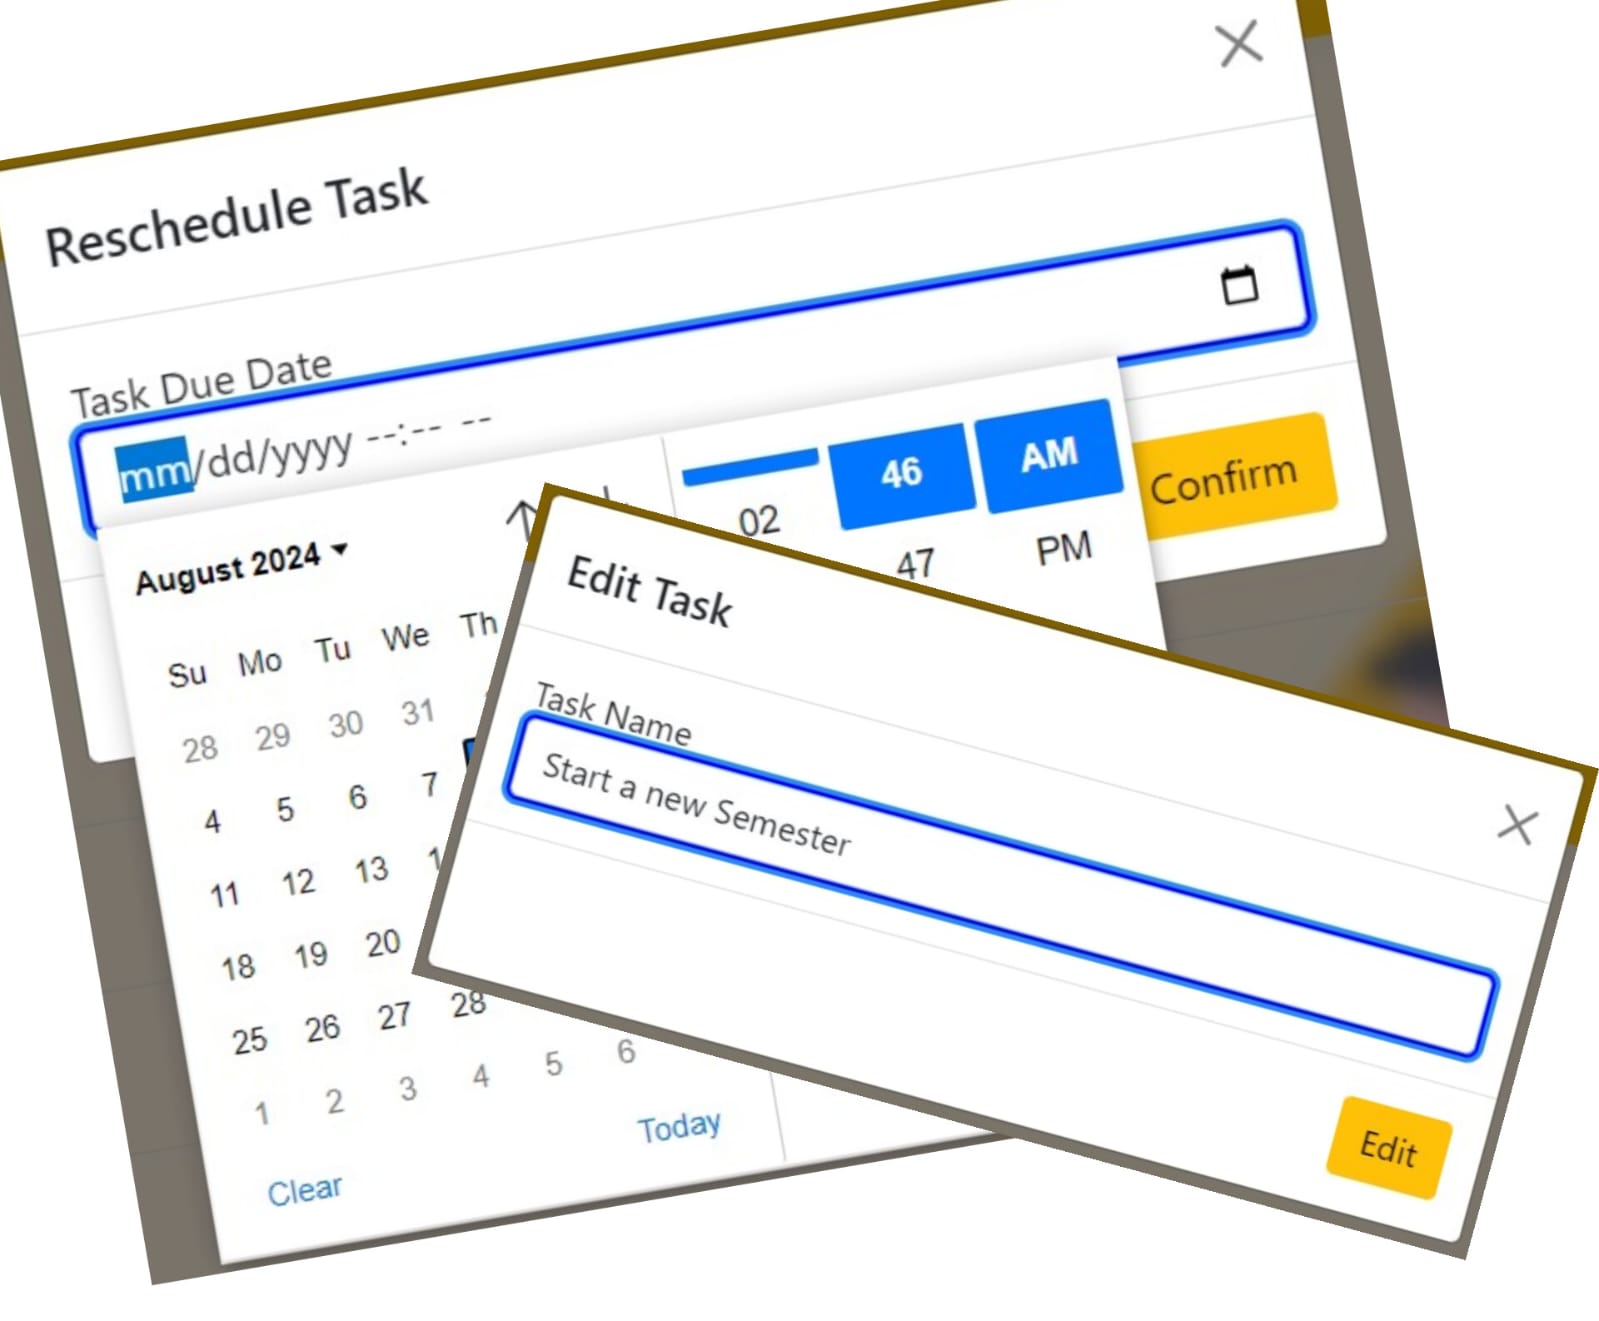 Reschedule Task
Task Due Date
mm/dd/yyyy --:-- --
August 2024
02 46 AM
47 PM
Confirm
Su Mo Tu We Th
28 29 30 31
4 5 6 7
11 12 13
18 19 20
25 26 27 28
1 2 3 4 5 6
Clear Today
Edit Task
Task Name
Start a new Semester
Edit